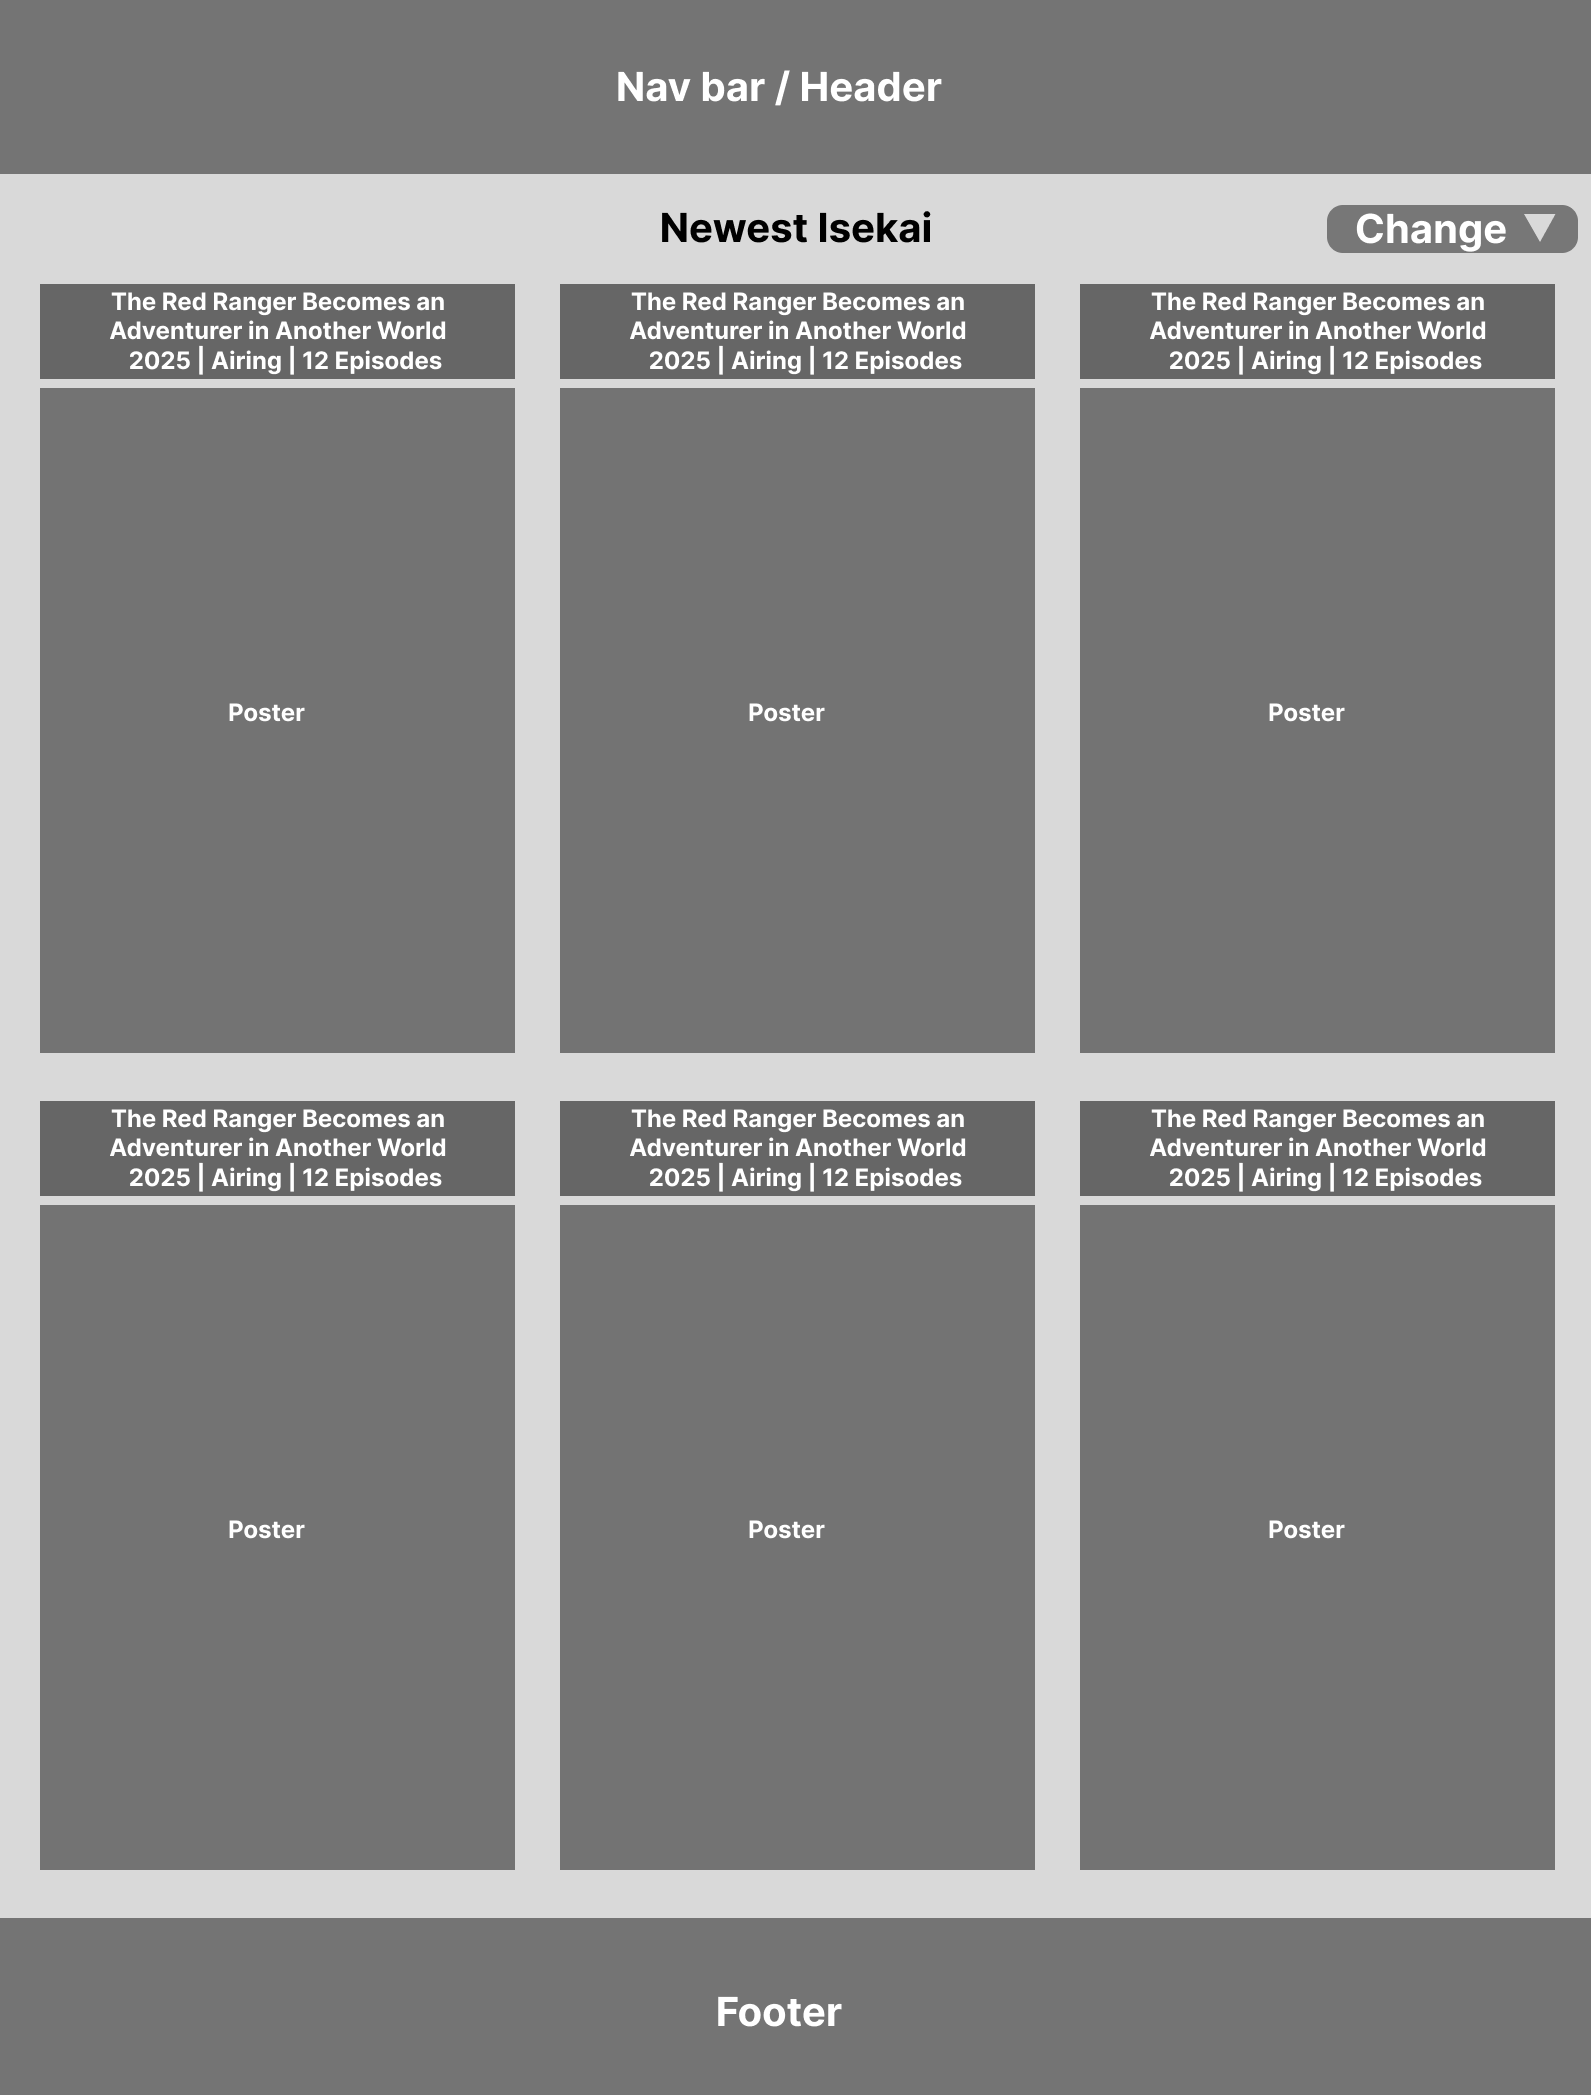 Nav bar / Header
Newest Isekai
Change
The Red Ranger Becomes an
Adventurer in Another World
2025 | Airing | 12 Episodes
The Red Ranger Becomes an
Adventurer in Another World
2025 | Airing | 12 Episodes
The Red Ranger Becomes an
Adventurer in Another World
2025 | Airing | 12 Episodes
Poster
Poster
Poster
The Red Ranger Becomes an
Adventurer in Another World
2025 | Airing | 12 Episodes
The Red Ranger Becomes an
Adventurer in Another World
2025 | Airing | 12 Episodes
The Red Ranger Becomes an
Adventurer in Another World
2025 | Airing | 12 Episodes
Poster
Poster
Poster
Footer